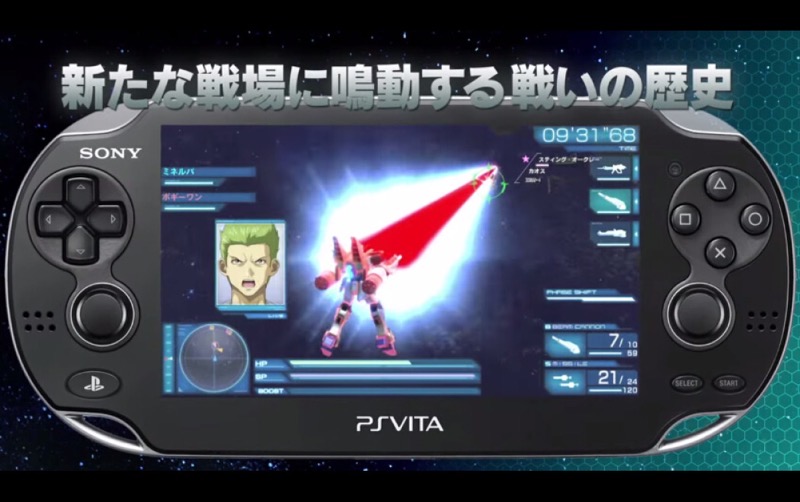 新たな戦場に鳴動する戦いの歴史
SONY
09'31"68
TIME
ミネルバ
ボギーワン
スティング・オークレー
カオス
LIVE
PHASE SHIFT
BEAM CANNON
7/10
59
21/24
120
HP
SP
BOOST
SELECT
START
PSVITA